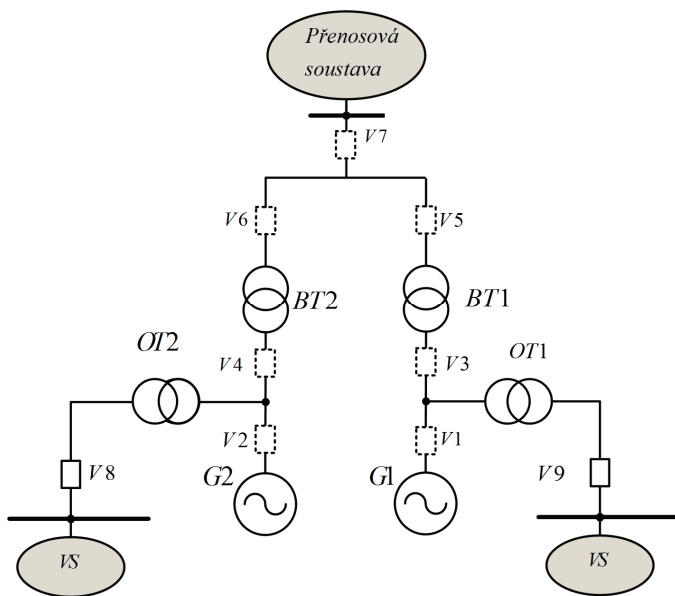 Přenosová
soustava
V7
V6
V5
BT2
BT1
OT2
OT1
V4
V3
V2
V1
V8
G2
G1
V9
VS
VS